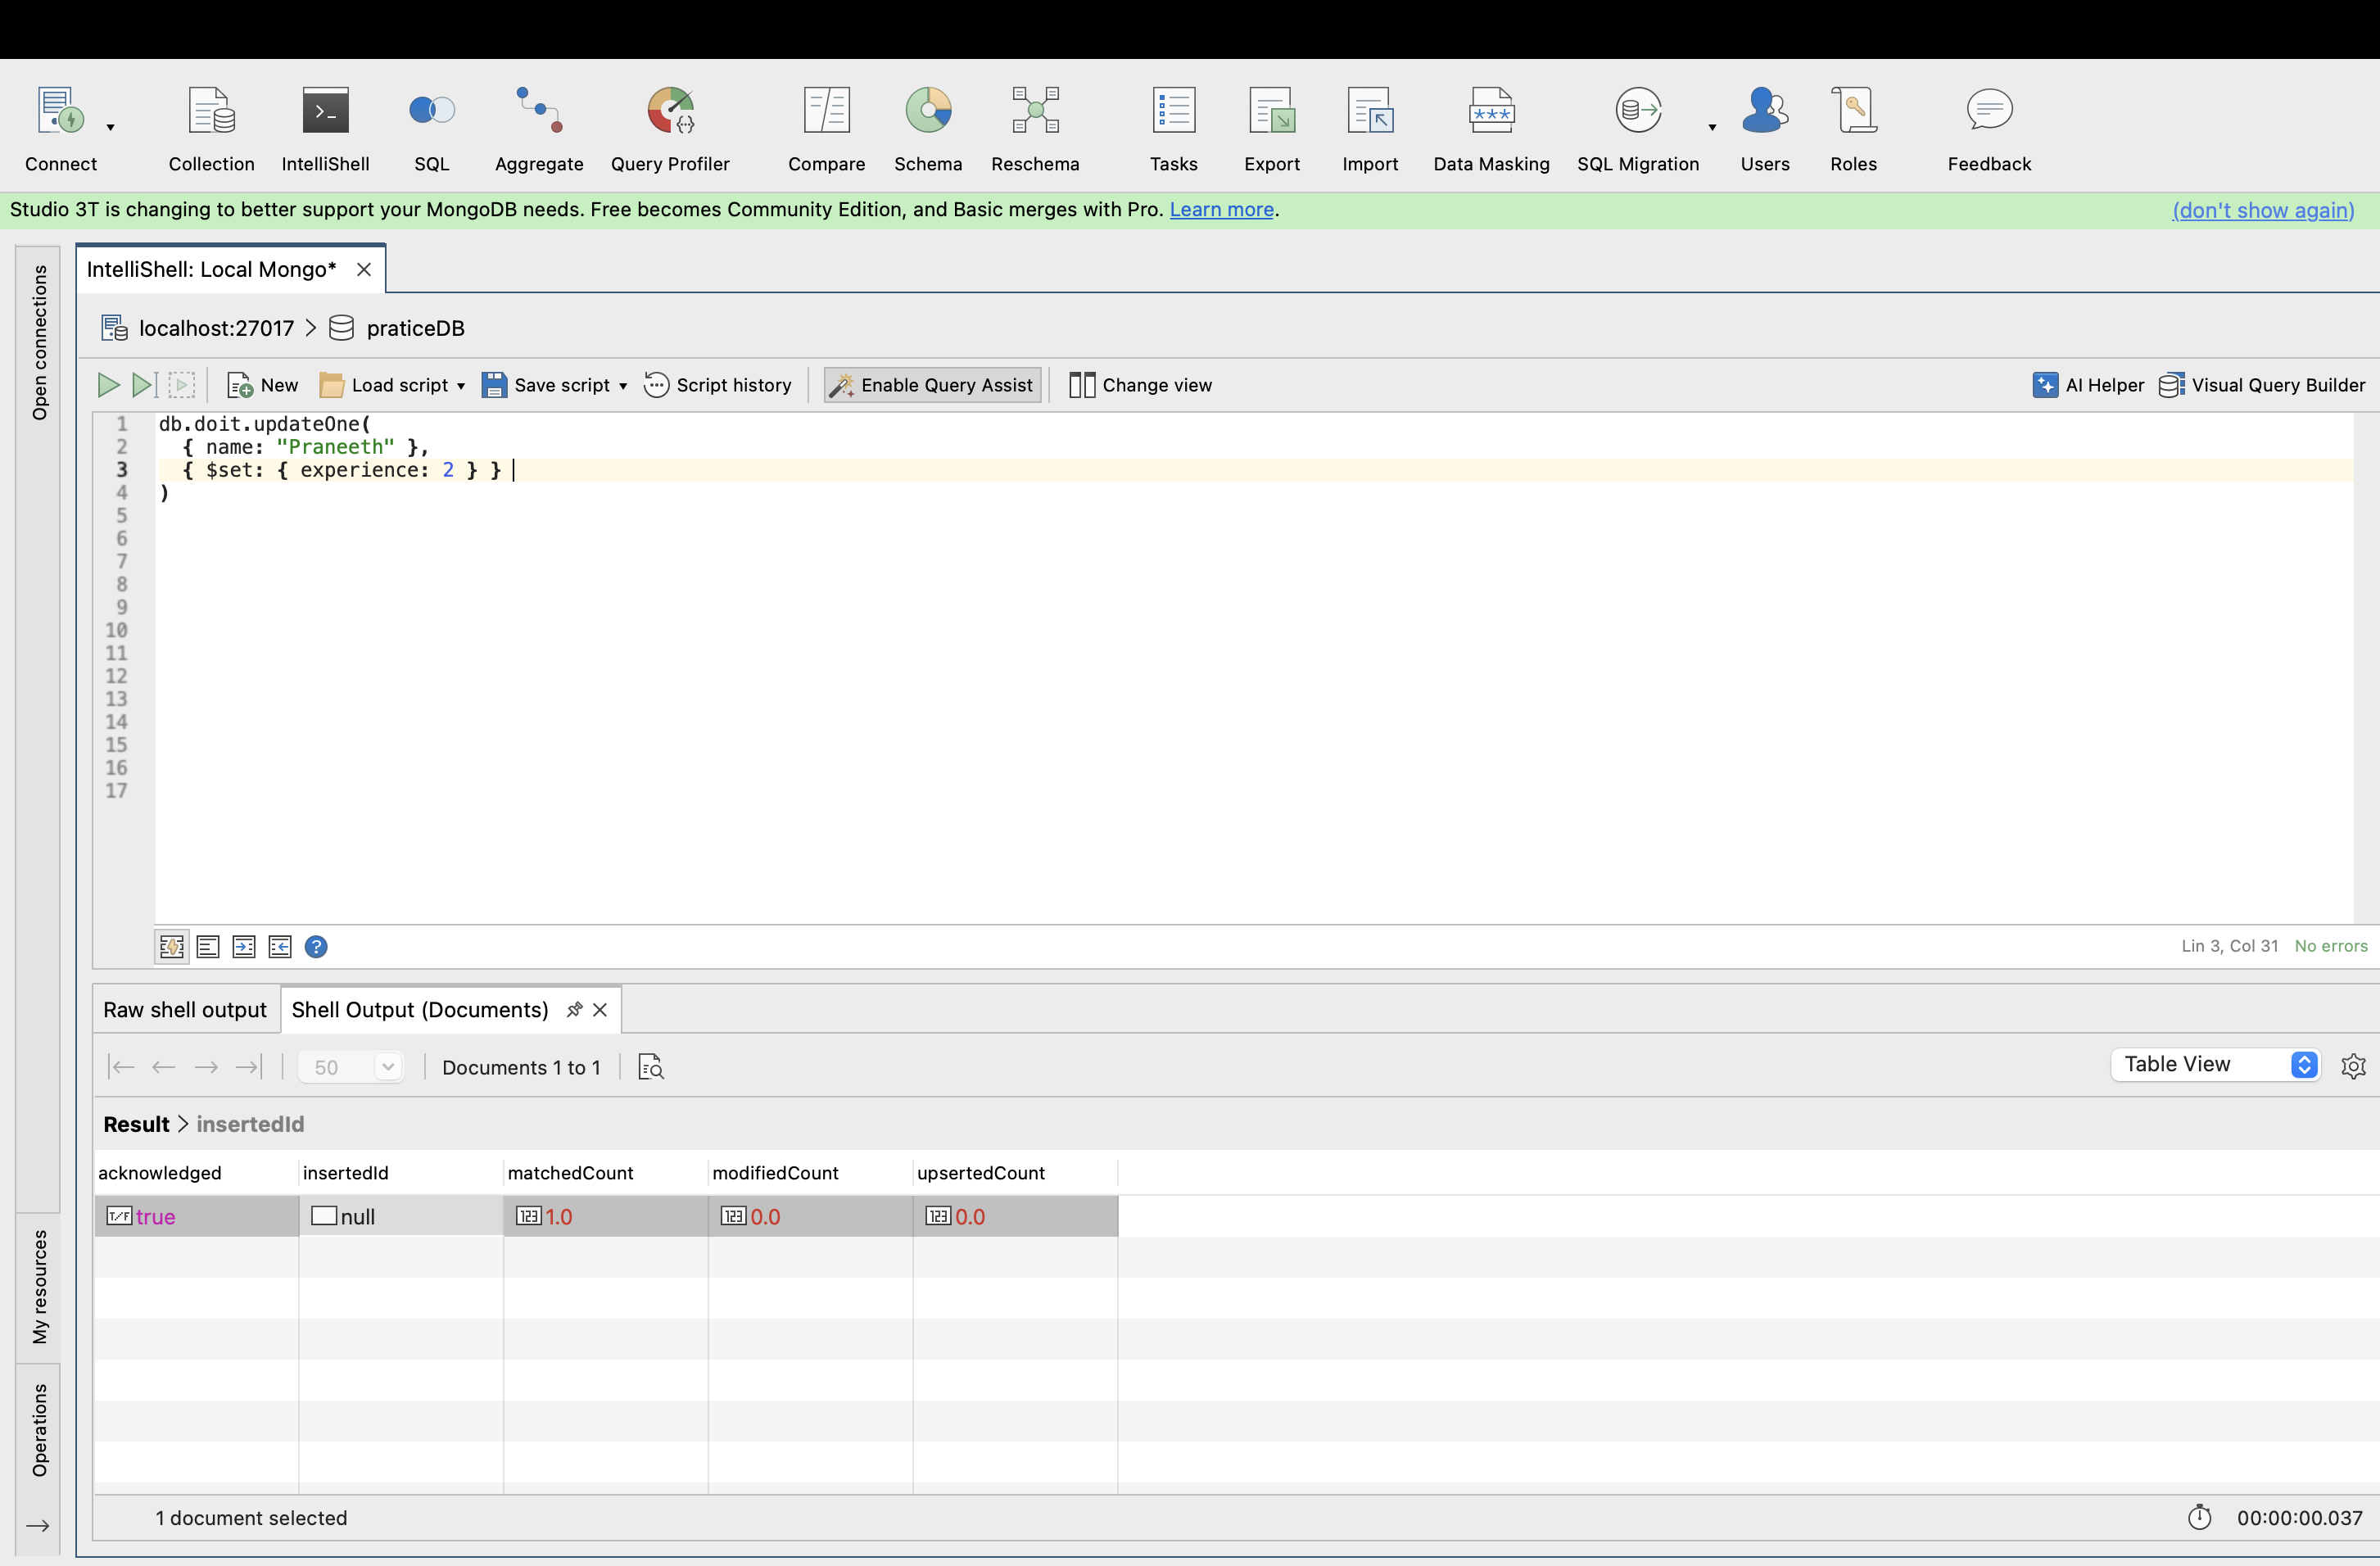 Connect
Collection
IntelliShell
SQL
Aggregate
Query Profiler
Compare
Schema
Reschema
Tasks
Export
Import
Data Masking
SQL Migration
Users
Roles
Feedback
Studio 3T is changing to better support your MongoDB needs. Free becomes Community Edition, and Basic merges with Pro. Learn more.
(don't show again)
Open connections
IntelliShell: Local Mongo*
localhost:27017 > praticeDB
New
Load script
Save script
Script history
Enable Query Assist
Change view
AI Helper
Visual Query Builder
1 db.doit.updateOne(
2 { name: "Praneeth" },
3 { $set: { experience: 2 } }
4 )
5
6
7
8
9
10
11
12
13
14
15
16
17
Lin 3, Col 31 No errors
Raw shell output
Shell Output (Documents)
50
Documents 1 to 1
Table View
Result > insertedId
acknowledged insertedId matchedCount modifiedCount upsertedCount
T/F true null 123 1.0 123 0.0 123 0.0
My resources
Operations
1 document selected
00:00:00.037